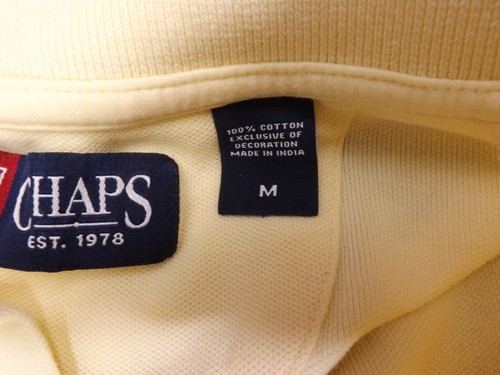 CHAPS
EST. 1978
100% COTTON
EXCLUSIVE OF
DECORATION
MADE IN INDIA
M